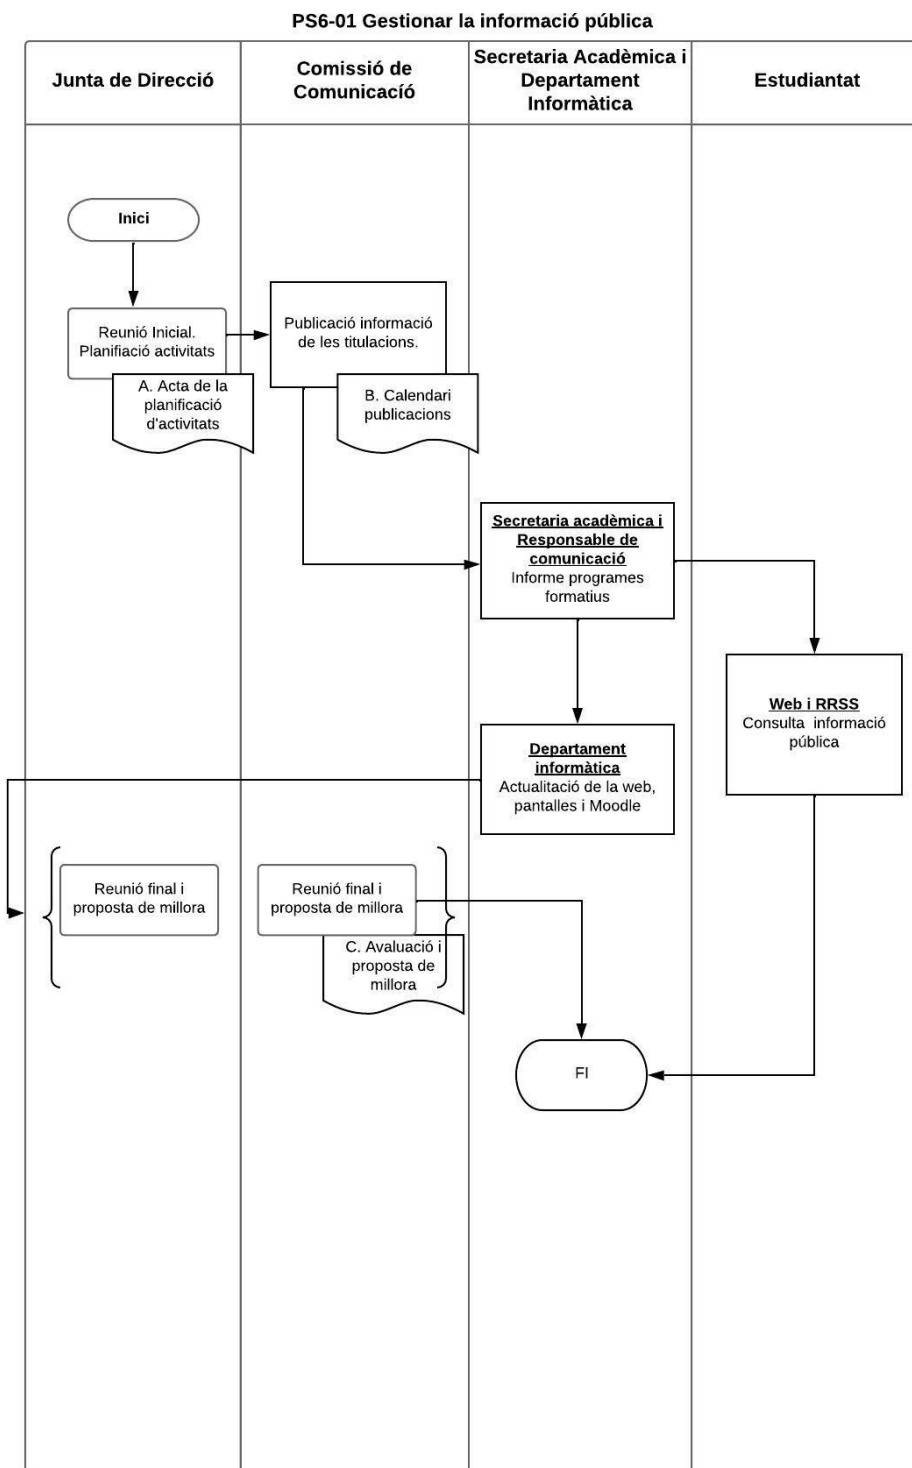 PS6-01 Gestionar la informació pública
Junta de Direcció
Comissió de
Comunicacíó
Secretaria Acadèmica i
Departament
Informàtica
Estudiantat
Inici
Reunió Inicial.
Planifiació activitats
A. Acta de la
planificació
d'activitats
Publicació informació
de les titulacions.
B. Calendari
publicacions
Secretaria acadèmica i
Responsable de
comunicació
Informe programes
formatius
Web i RRSS
Consulta informació
pública
Departament
informàtica
Actualitació de la web,
pantalles i Moodle
Reunió final i
proposta de millora
Reunió final i
proposta de millora
C. Avaluació i
proposta de
millora
FI